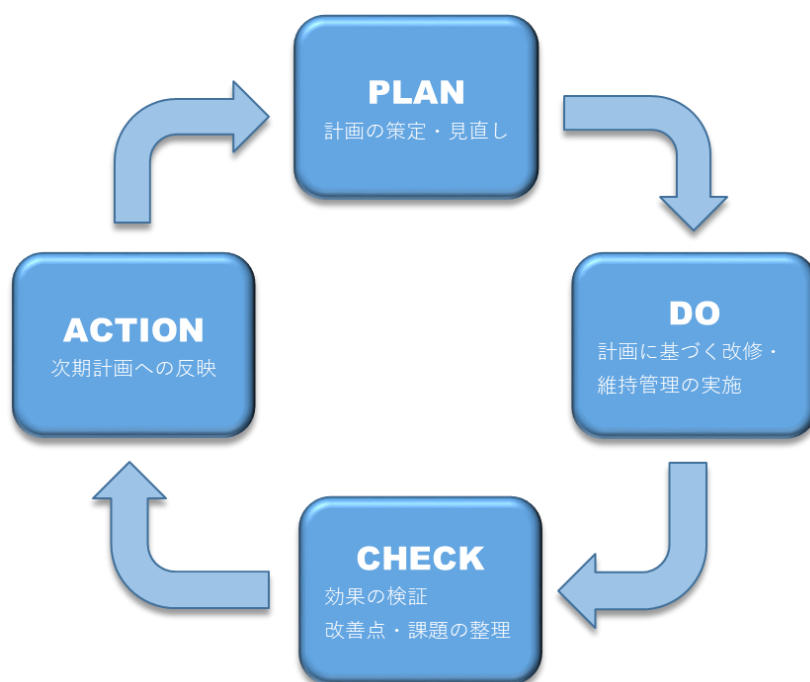 PLAN
計画の策定・見直し
DO
計画に基づく改修・
維持管理の実施
CHECK
効果の検証
改善点・課題の整理
ACTION
次期計画への反映